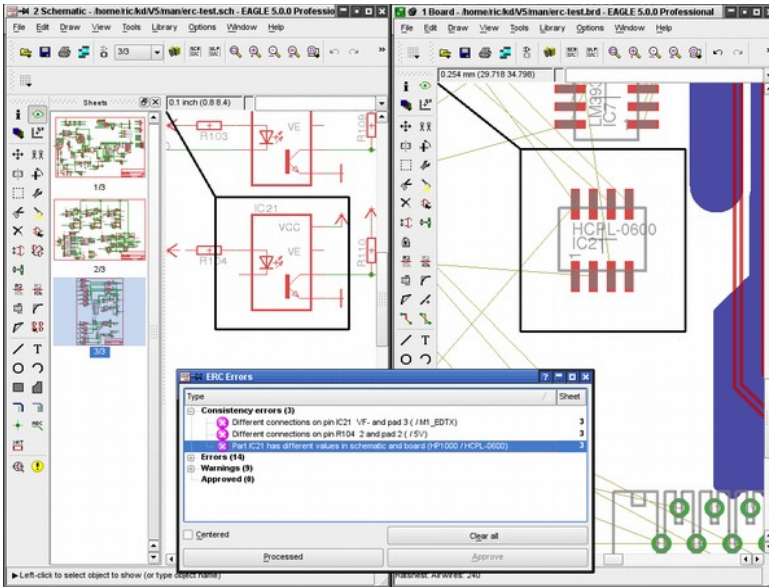 2 Schematic - /home/ric/kd/V5/man/erc-test.sch - EAGLE 5.0.0 Professio
File Edit Draw View Tools Library Options Window Help
3/3
Sheets
0.1 inch (0.8 8.4)
1/3
2/3
3/3
R103
VE
R109
IC21
VCC
VE
R104
R110
1 Board - /home/ric/kd/V5/man/erc-test.brd - EAGLE 5.0.0 Professional
File Edit Draw View Tools Library Options Window Help
0.254 mm (29.718 34.798)
LM393
IC7
HCPL-0600
IC21
1
ERC Errors
Type
Sheet
Consistency errors (3)
Different connections on pin IC21 VF- and pad 3 ( / M1_EDTX)
3
Different connections on pin R104 2 and pad 2 ( / 5V)
3
Part IC21 has different values in schematic and board (HP1000 / HCPL-0600)
3
Errors (14)
Warnings (9)
Approved (0)
Centered
Clear all
Processed
Approve
Left-click to select object to show (or type object name)
Ratsnest: Airwires: 240